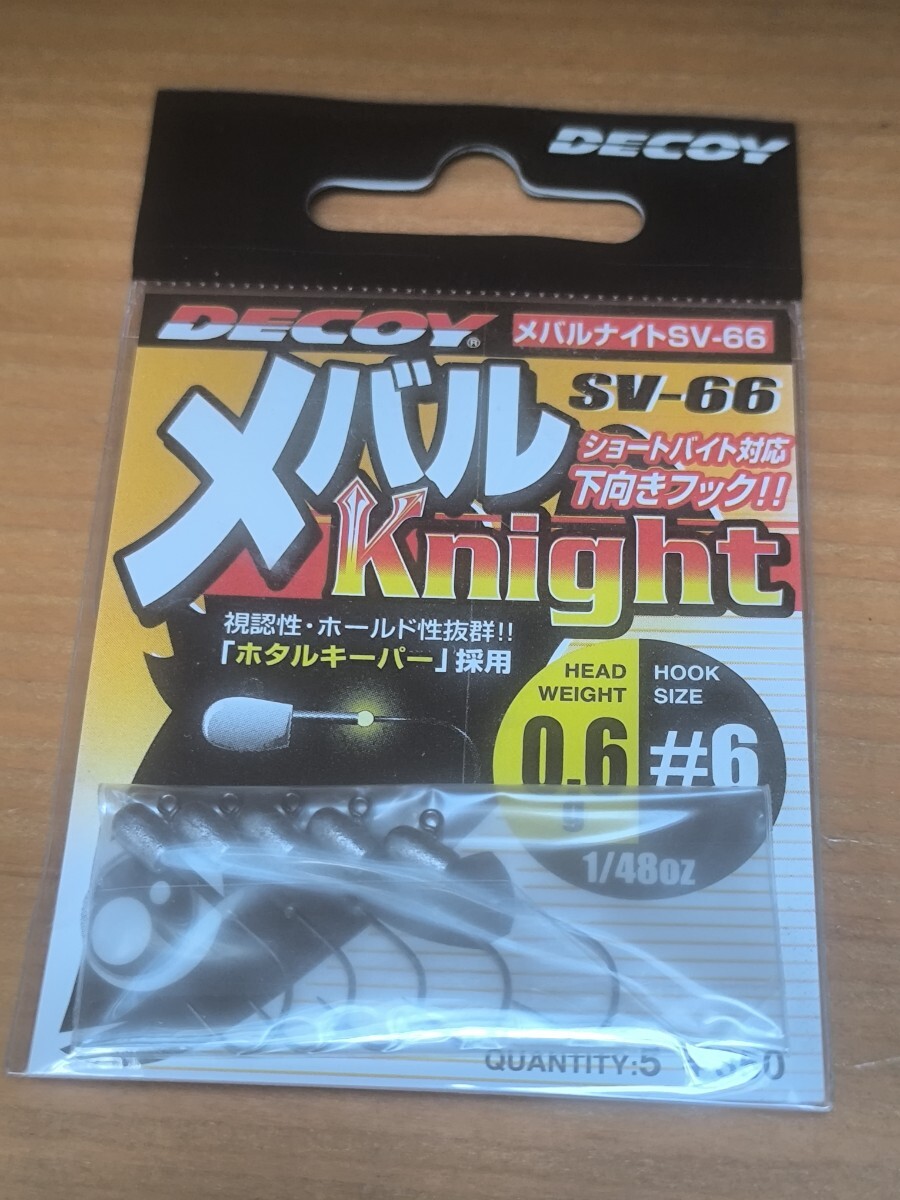 DECOY
DECOY®
メバルナイトSV-66
メバル
SV-66
ショートバイト対応
下向きフック!!
Knight
視認性・ホールド性抜群!!
「ホタルキーパー」採用
HEAD WEIGHT
HOOK SIZE
0.6 g
#6
1/48oz
QUANTITY:5